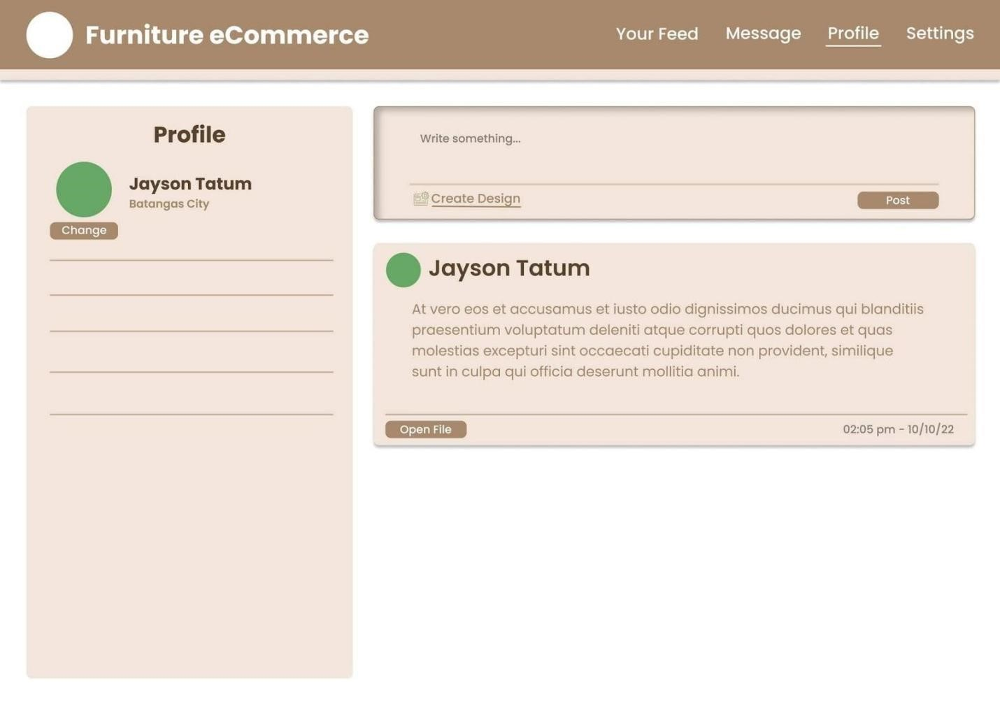 Furniture eCommerce
Your Feed
Message
Profile
Settings
Profile
Jayson Tatum
Batangas City
Change
Write something...
Create Design
Post
Jayson Tatum
At vero eos et accusamus et iusto odio dignissimos ducimus qui blanditiis
praesentium voluptatum deleniti atque corrupti quos dolores et quas
molestias excepturi sint occaecati cupiditate non provident, similique
sunt in culpa qui officia deserunt mollitia animi.
Open File
02:05 pm - 10/10/22